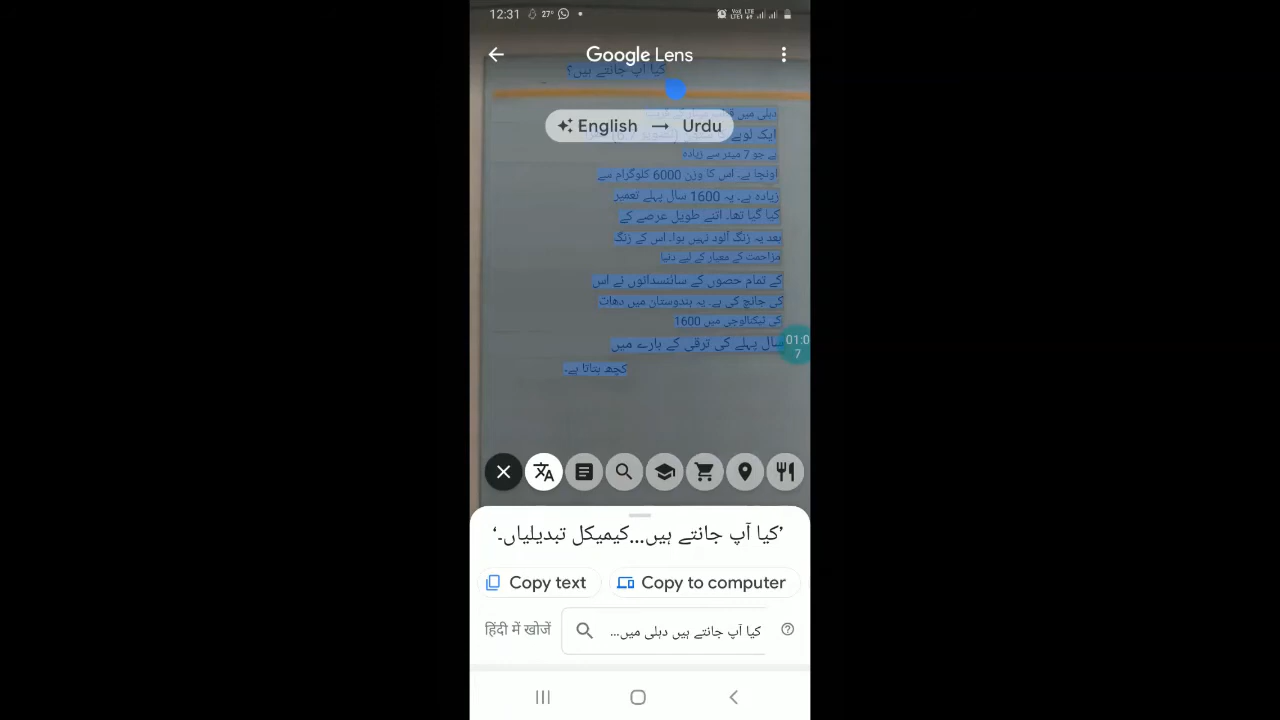 12:31 27°
Google Lens
کیا آپ جانتے ہیں؟
English → Urdu
دہلی میں
ایک لوہے
ہے جو 7 میٹر سے زیادہ
اونچا ہے۔ اس کا وزن 6000 کلوگرام سے
زیادہ ہے۔ یہ 1600 سال پہلے تعمیر
کیا گیا تھا۔ اتنے طویل عرصے کے
بعد یہ زنگ آلود نہیں ہوا۔ اس کے زنگ
مزاحمت کے معیار کے لیے دنیا
کے تمام حصوں کے سائنسدانوں نے اس
کی جانچ کی ہے۔ یہ ہندوستان میں دھات
کی ٹیکنالوجی میں 1600
سال پہلے کی ترقی کے بارے میں
01:07
کچھ بتاتا ہے۔
’کیا آپ جانتے ہیں...کیمیکل تبدیلیاں۔‘
Copy text
Copy to computer
हिंदी में खोजें
کیا آپ جانتے ہیں دہلی میں...